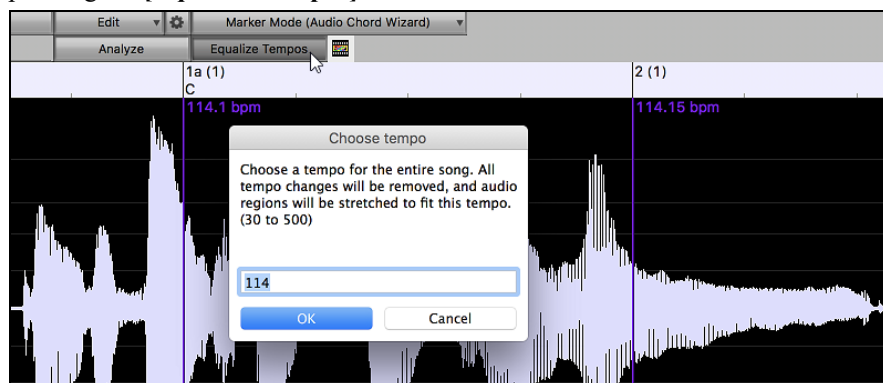 Edit
Marker Mode (Audio Chord Wizard)
Analyze
Equalize Tempos
1a (1)
2 (1)
C
114.1 bpm
114.15 bpm
Choose tempo
Choose a tempo for the entire song. All
tempo changes will be removed, and audio
regions will be stretched to fit this tempo.
(30 to 500)
114
OK
Cancel